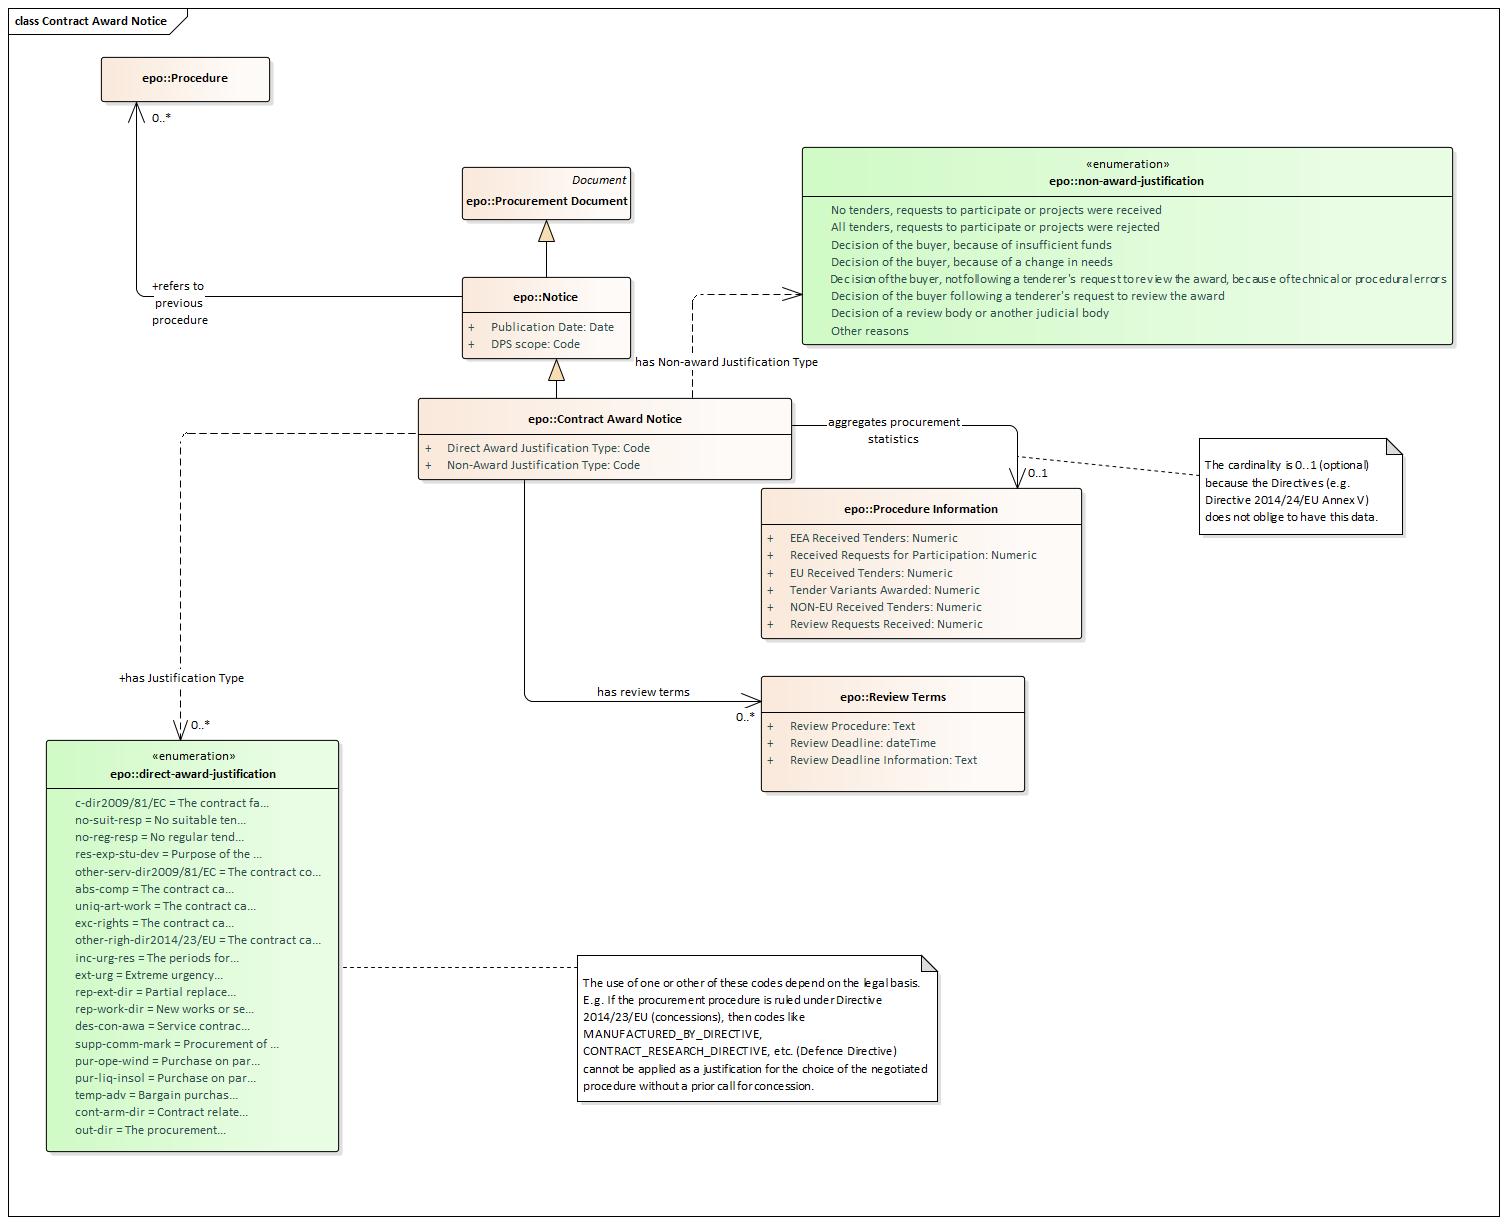 class Contract Award Notice
epo::Procedure
0..*
Document
epo::Procurement Document
«enumeration»
epo::non-award-justification
No tenders, requests to participate or projects were received
All tenders, requests to participate or projects were rejected
Decision of the buyer, because of insufficient funds
Decision of the buyer, because of a change in needs
Decision of the buyer, not following a tenderer's request to review the award, because of technical or procedural errors
Decision of the buyer following a tenderer's request to review the award
Decision of a review body or another judicial body
Other reasons
+refers to
previous
procedure
epo::Notice
+ Publication Date: Date
+ DPS scope: Code
has Non-award Justification Type
epo::Contract Award Notice
+ Direct Award Justification Type: Code
+ Non-Award Justification Type: Code
aggregates procurement
statistics
0..1
The cardinality is 0..1 (optional)
because the Directives (e.g.
Directive 2014/24/EU Annex V)
does not oblige to have this data.
epo::Procedure Information
+ EEA Received Tenders: Numeric
+ Received Requests for Participation: Numeric
+ EU Received Tenders: Numeric
+ Tender Variants Awarded: Numeric
+ NON-EU Received Tenders: Numeric
+ Review Requests Received: Numeric
+has Justification Type
0..*
has review terms
0..*
epo::Review Terms
+ Review Procedure: Text
+ Review Deadline: dateTime
+ Review Deadline Information: Text
«enumeration»
epo::direct-award-justification
c-dir2009/81/EC = The contract fa...
no-suit-resp = No suitable ten...
no-reg-resp = No regular tend...
res-exp-stu-dev = Purpose of the ...
other-serv-dir2009/81/EC = The contract co...
abs-comp = The contract ca...
uniq-art-work = The contract ca...
exc-rights = The contract ca...
other-righ-dir2014/23/EU = The contract ca...
inc-urg-res = The periods for...
ext-urg = Extreme urgency...
rep-ext-dir = Partial replace...
rep-work-dir = New works or se...
des-con-awa = Service contrac...
supp-comm-mark = Procurement of ...
pur-ope-wind = Purchase on par...
pur-liq-insol = Purchase on par...
temp-adv = Bargain purchas...
cont-arm-dir = Contract relate...
out-dir = The procurement...
The use of one or other of these codes depend on the legal basis.
E.g. If the procurement procedure is ruled under Directive
2014/23/EU (concessions), then codes like
MANUFACTURED_BY_DIRECTIVE,
CONTRACT_RESEARCH_DIRECTIVE, etc. (Defence Directive)
cannot be applied as a justification for the choice of the negotiated
procedure without a prior call for concession.